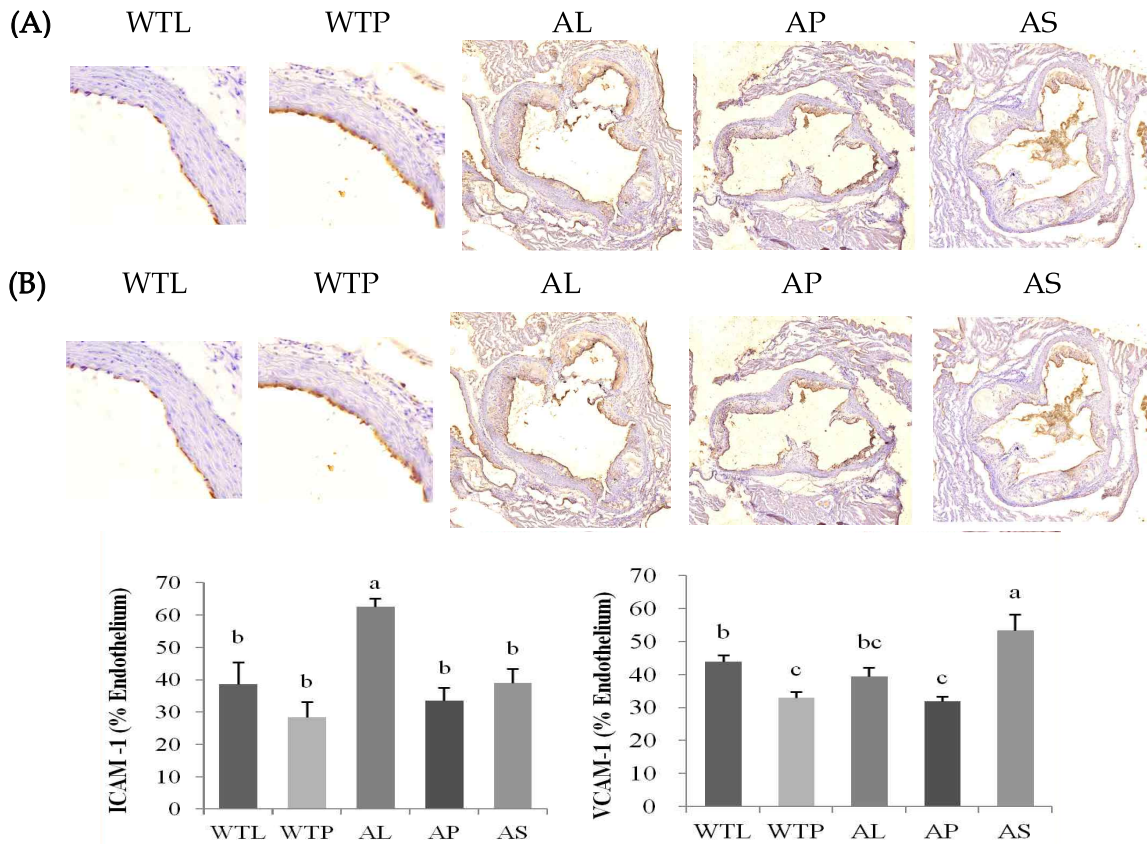 (A) WTL WTP AL AP AS
(B) WTL WTP AL AP AS
ICAM -1 (% Endothelium)
70
60
50
40
30
20
10
0
b b a b b
WTL WTP AL AP AS
VCAM-1 (% Endothelium)
70
60
50
40
30
20
10
0
b c bc c a
WTL WTP AL AP AS